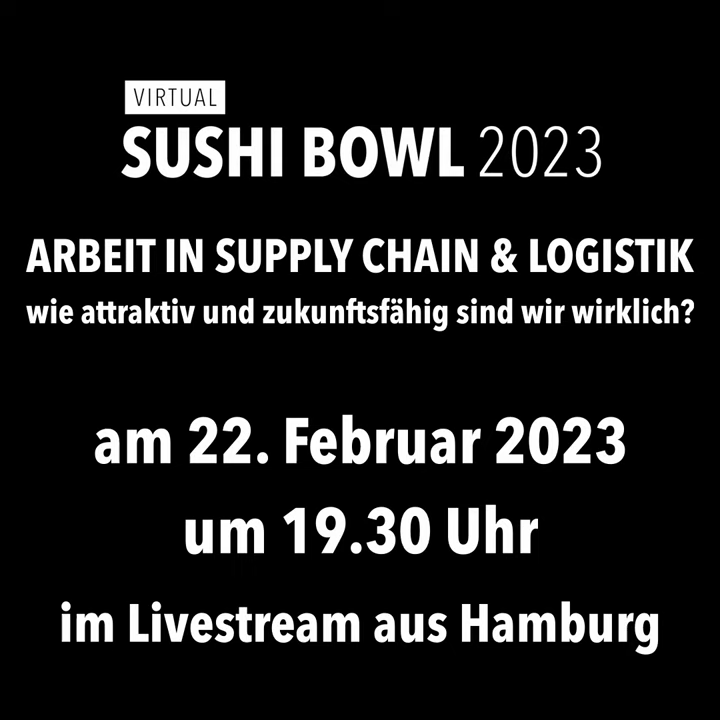 VIRTUAL
SUSHI BOWL 2023
ARBEIT IN SUPPLY CHAIN & LOGISTIK
wie attraktiv und zukunftsfähig sind wir wirklich?
am 22. Februar 2023
um 19.30 Uhr
im Livestream aus Hamburg